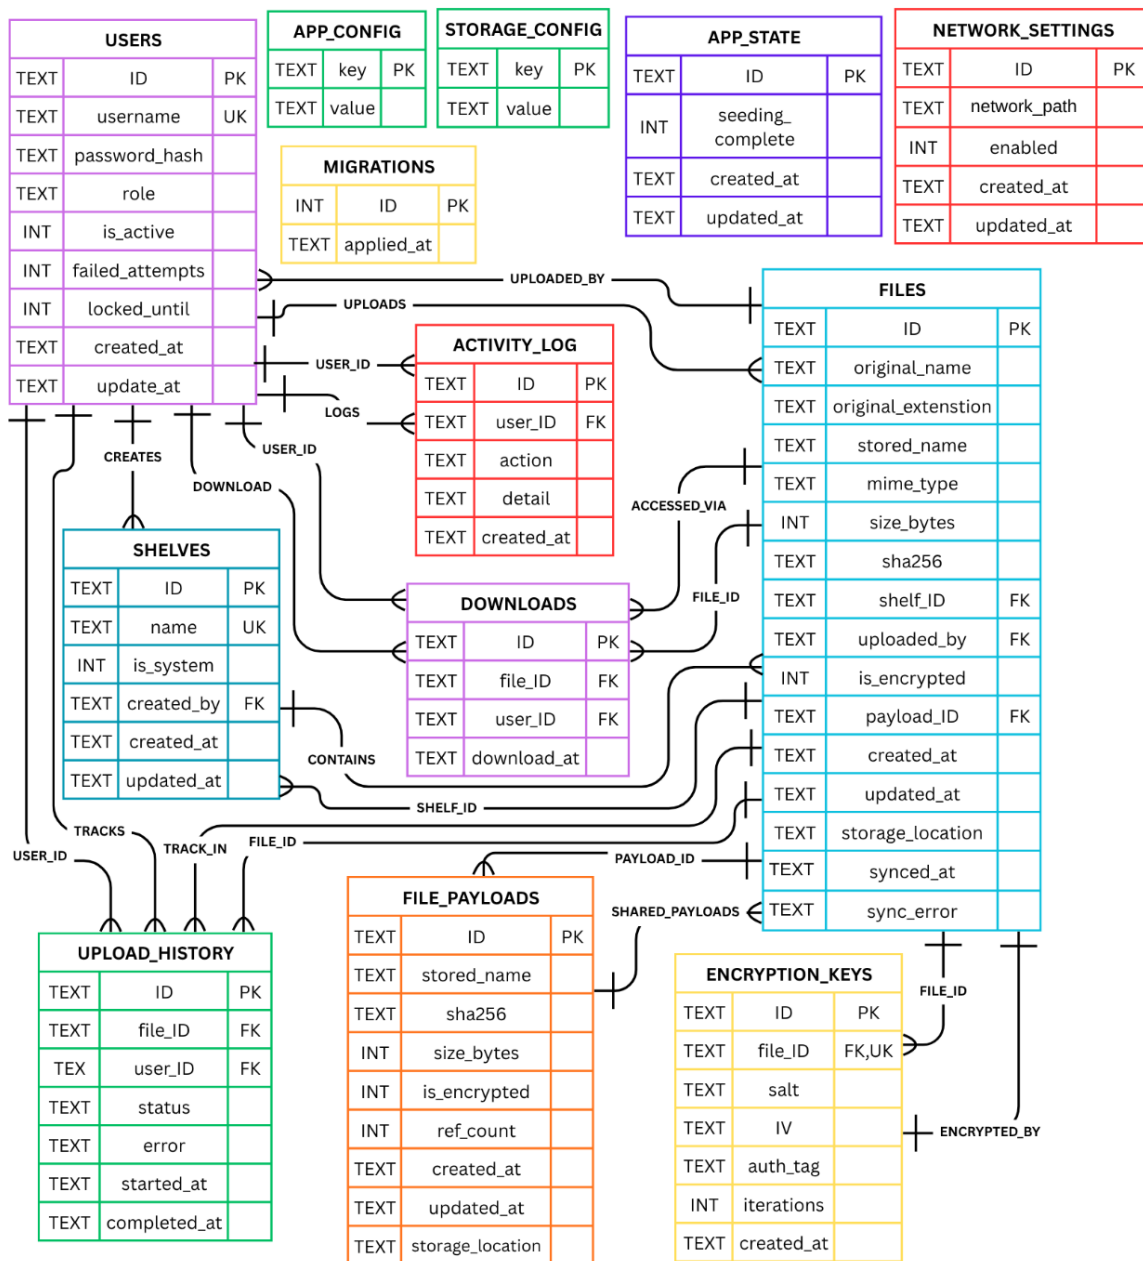 USERS
TEXT ID PK
TEXT username UK
TEXT password_hash
TEXT role
INT is_active
INT failed_attempts
INT locked_until
TEXT created_at
TEXT update_at
APP_CONFIG
TEXT key PK
TEXT value
STORAGE_CONFIG
TEXT key PK
TEXT value
APP_STATE
TEXT ID PK
INT seeding_
complete
TEXT created_at
TEXT updated_at
NETWORK_SETTINGS
TEXT ID PK
TEXT network_path
INT enabled
TEXT created_at
TEXT updated_at
MIGRATIONS
INT ID PK
TEXT applied_at
UPLOADED_BY
UPLOADS
USER_ID
LOGS
ACTIVITY_LOG
TEXT ID PK
TEXT user_ID FK
TEXT action
TEXT detail
TEXT created_at
FILES
TEXT ID PK
TEXT original_name
TEXT original_extenstion
TEXT stored_name
TEXT mime_type
INT size_bytes
TEXT sha256
TEXT shelf_ID FK
TEXT uploaded_by FK
INT is_encrypted
TEXT payload_ID FK
TEXT created_at
TEXT updated_at
TEXT storage_location
TEXT synced_at
TEXT sync_error
CREATES
DOWNLOAD
USER_ID
ACCESSED_VIA
FILE_ID
SHELVES
TEXT ID PK
TEXT name UK
INT is_system
TEXT created_by FK
TEXT created_at
TEXT updated_at
DOWNLOADS
TEXT ID PK
TEXT file_ID FK
TEXT user_ID FK
TEXT download_at
CONTAINS
SHELF_ID
USER_ID
TRACKS
TRACK_IN
FILE_ID
PAYLOAD_ID
SHARED_PAYLOADS
UPLOAD_HISTORY
TEXT ID PK
TEXT file_ID FK
TEX user_ID FK
TEXT status
TEXT error
TEXT started_at
TEXT completed_at
FILE_PAYLOADS
TEXT ID PK
TEXT stored_name
TEXT sha256
INT size_bytes
INT is_encrypted
INT ref_count
TEXT created_at
TEXT updated_at
TEXT storage_location
ENCRYPTION_KEYS
TEXT ID PK
TEXT file_ID FK,UK
TEXT salt
TEXT IV
TEXT auth_tag
INT iterations
TEXT created_at
FILE_ID
ENCRYPTED_BY